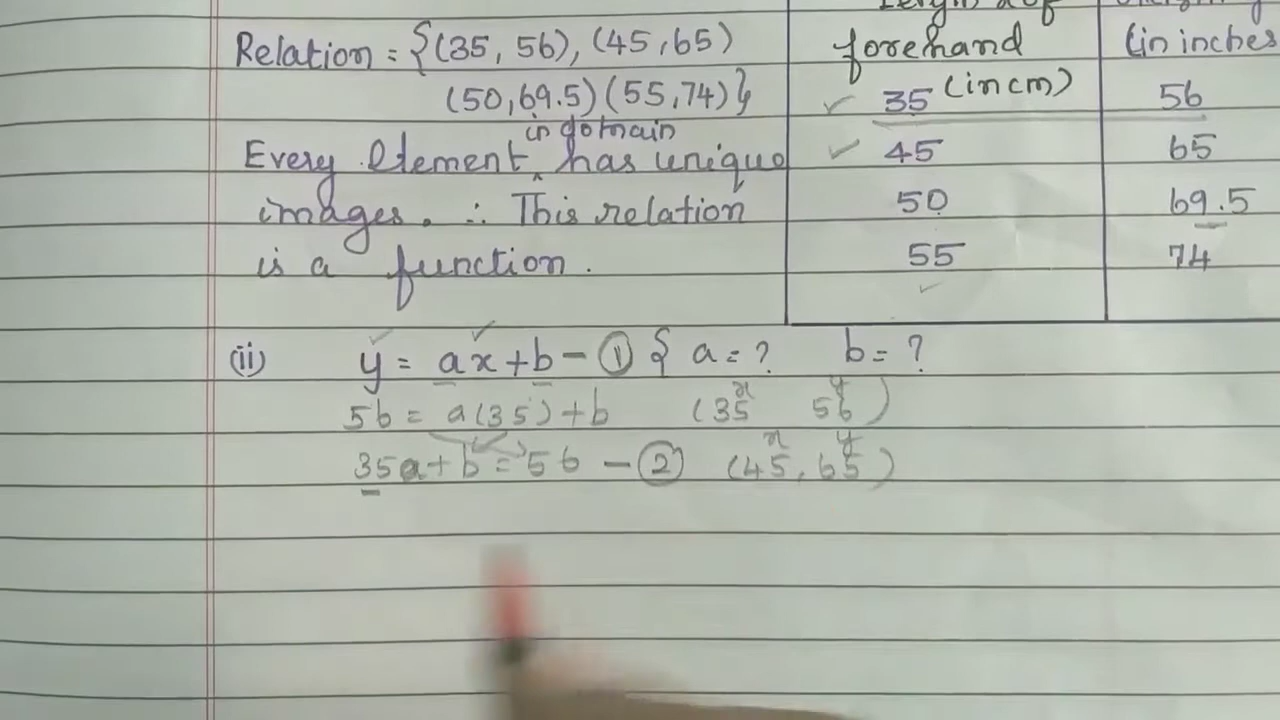 Relation = {(35, 56), (45,65)
(50,69.5) (55,74)}
in domain
Every element ^ has unique
images. ∴ This relation
is a function.
forehand (in inches
(in cm)
✓ 35 56
✓ 45 65
50 69.5
55 74
(ii) y = ax + b - ① { a = ? b = ?
x y
56 = a(35) + b (35 56)
x y
35a + b = 56 - ② (45, 65)